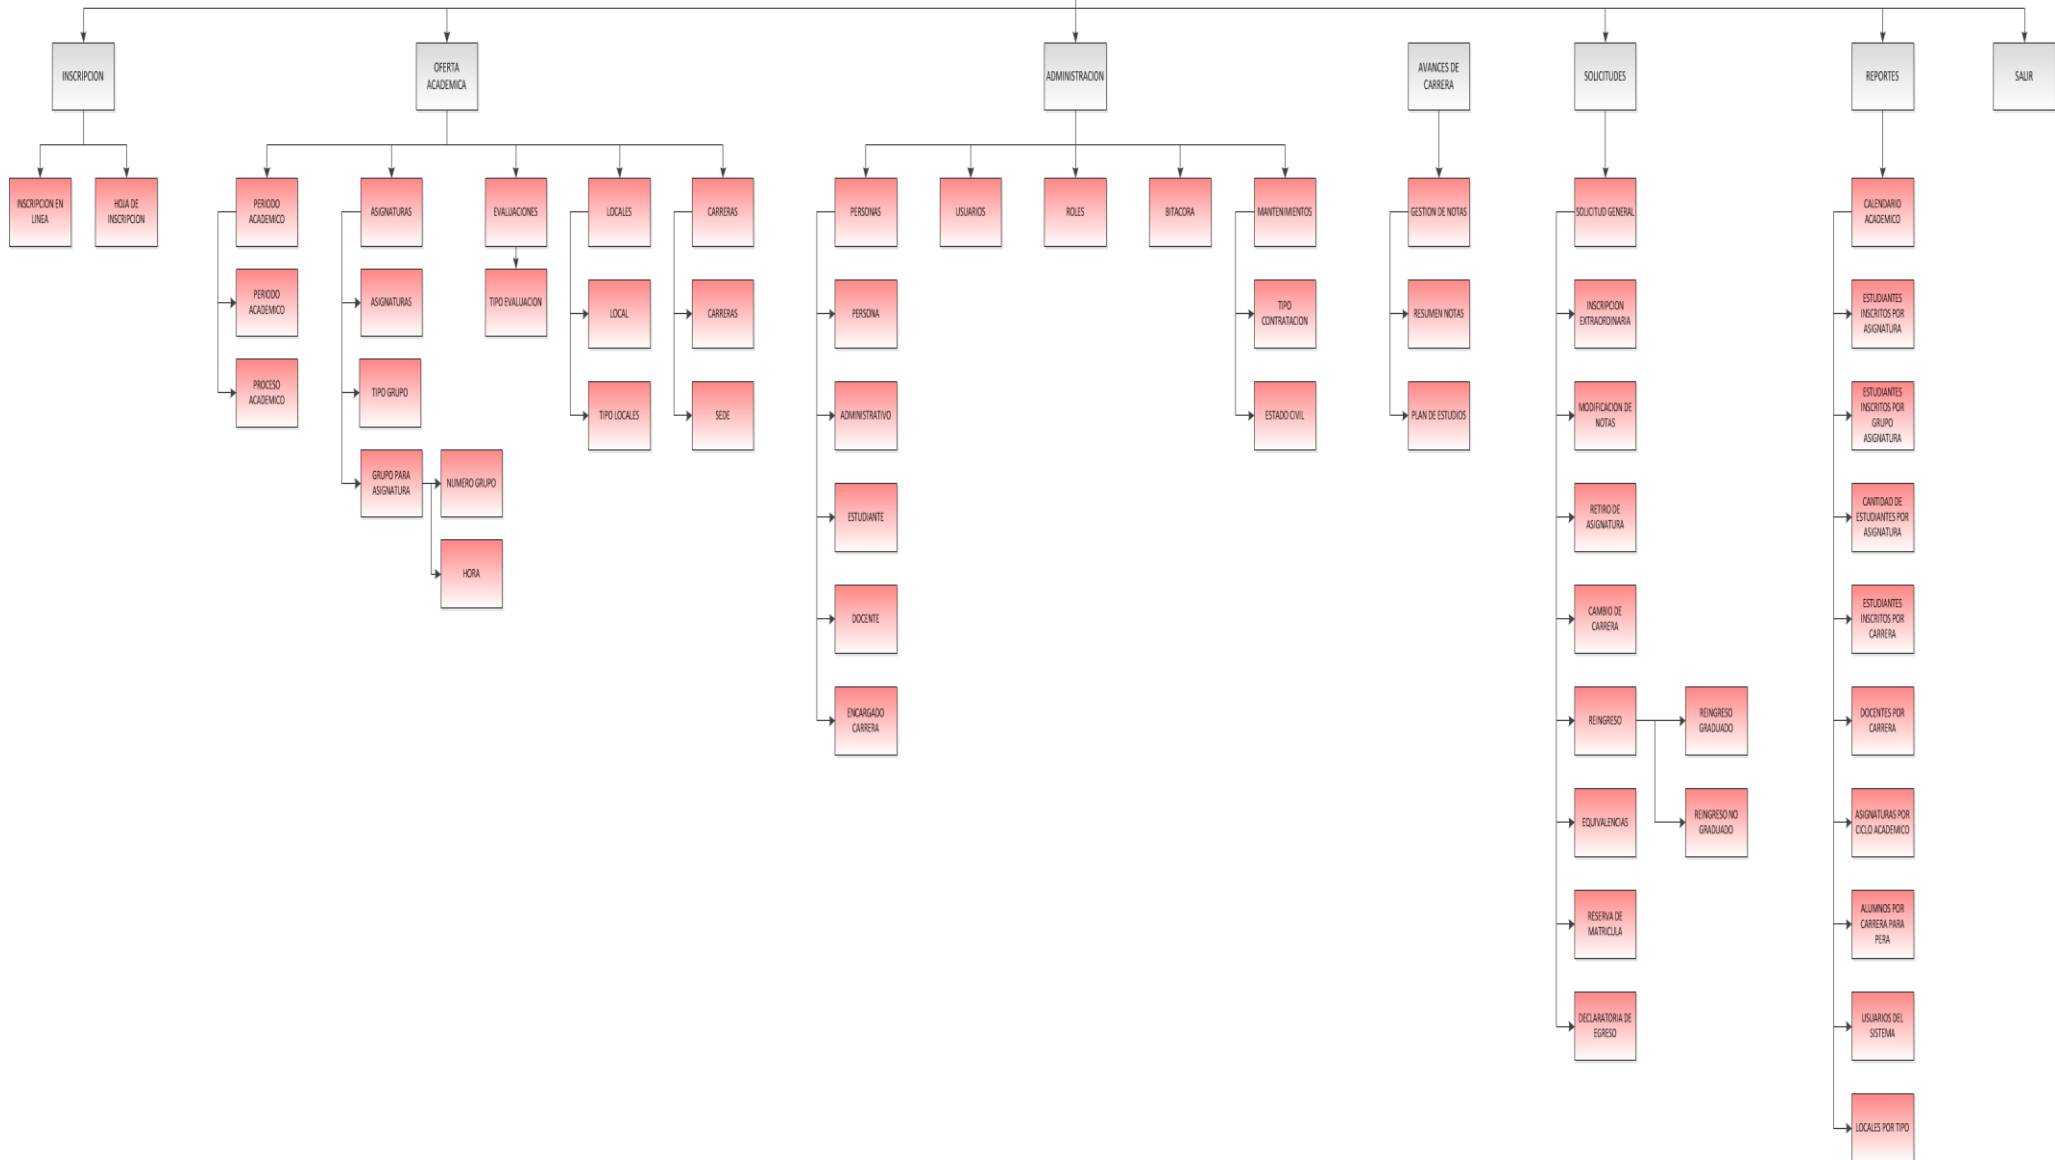 INSCRIPCION
OFERTA
ACADEMICA
ADMINISTRACION
AVANCES DE
CARRERA
SOLICITUDES
REPORTES
SALIR
INSCRIPCION EN
LINEA
HOJA DE
INSCRIPCION
PERIODO
ACADEMICO
ASIGNATURAS
EVALUACIONES
LOCALES
CARRERAS
PERSONAS
USUARIOS
ROLES
BITACORA
MANTENIMIENTOS
GESTION DE NOTAS
SOLICITUD GENERAL
CALENDARIO
ACADEMICO
PERIODO
ACADEMICO
ASIGNATURAS
TIPO EVALUACION
LOCAL
CARRERAS
PERSONA
TIPO
CONTRATACION
RESUMEN NOTAS
INSCRIPCION
EXTRAORDINARIA
ESTUDIANTES
INSCRITOS POR
ASIGNATURA
PROCESO
ACADEMICO
TIPO GRUPO
TIPO LOCALES
SEDE
ADMINISTRATIVO
ESTADO CIVIL
PLAN DE ESTUDIOS
MODIFICACION DE
NOTAS
ESTUDIANTES
INSCRITOS POR
GRUPO
ASIGNATURA
GRUPO PARA
ASIGNATURA
NUMERO GRUPO
ESTUDIANTE
RETIRO DE
ASIGNATURA
CANTIDAD DE
ESTUDIANTES POR
ASIGNATURA
HORA
DOCENTE
CAMBIO DE
CARRERA
ESTUDIANTES
INSCRITOS POR
CARRERA
ENCARGADO
CARRERA
REINGRESO
REINGRESO
GRADUADO
DOCENTES POR
CARRERA
EQUIVALENCIAS
REINGRESO NO
GRADUADO
ASIGNATURAS POR
CICLO ACADEMICO
RESERVA DE
MATRICULA
ALUMNOS POR
CARRERA PARA
PERA
DECLARATORIA DE
EGRESO
USUARIOS DEL
SISTEMA
LOCALES POR TIPO